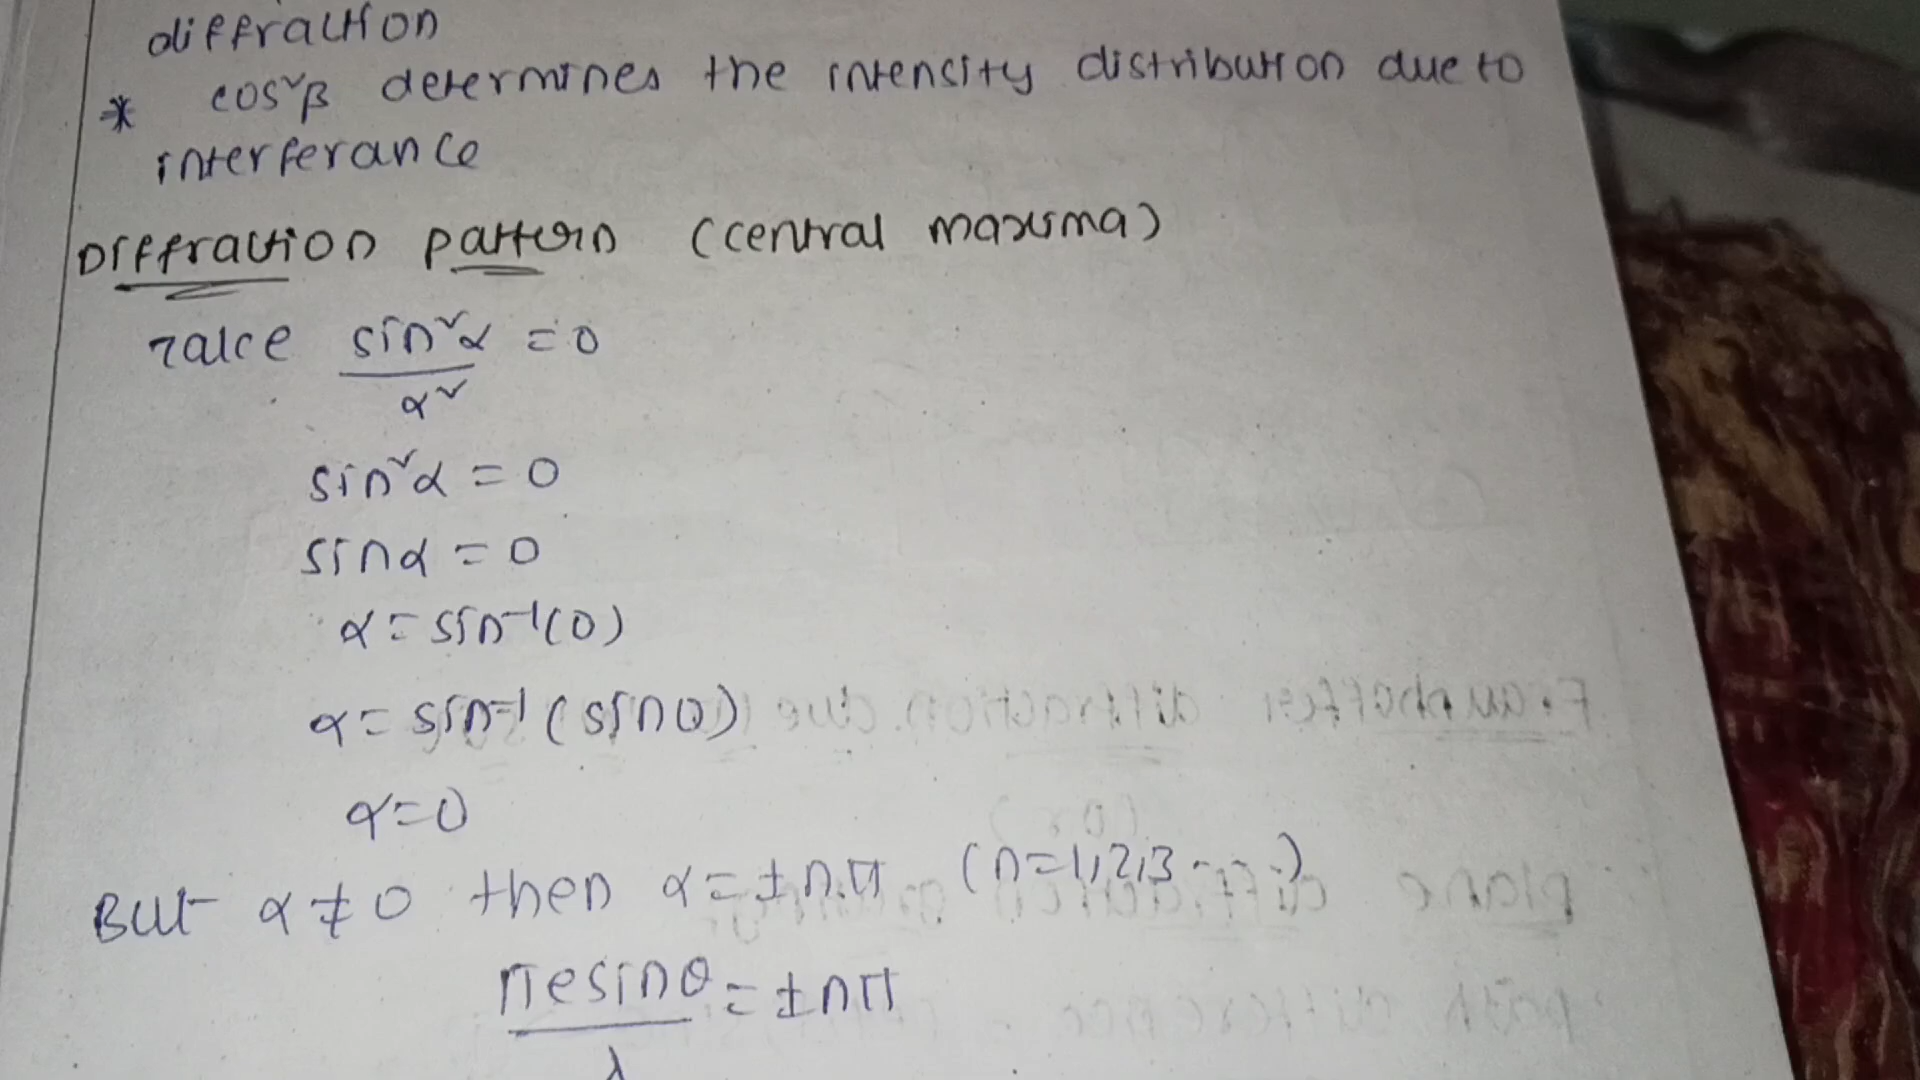 diffraction
* cos²β determines the intensity distribution due to
interferance
Diffraction pattern (central maxima)
Take sin²α = 0
α²
sin²α = 0
sinα = 0
α = sin⁻¹(0)
α = sin⁻¹(sin0)
α = 0
But α ≠ 0 then α = ±nπ (n=1,2,3---)
πesinθ = ±nπ
λ